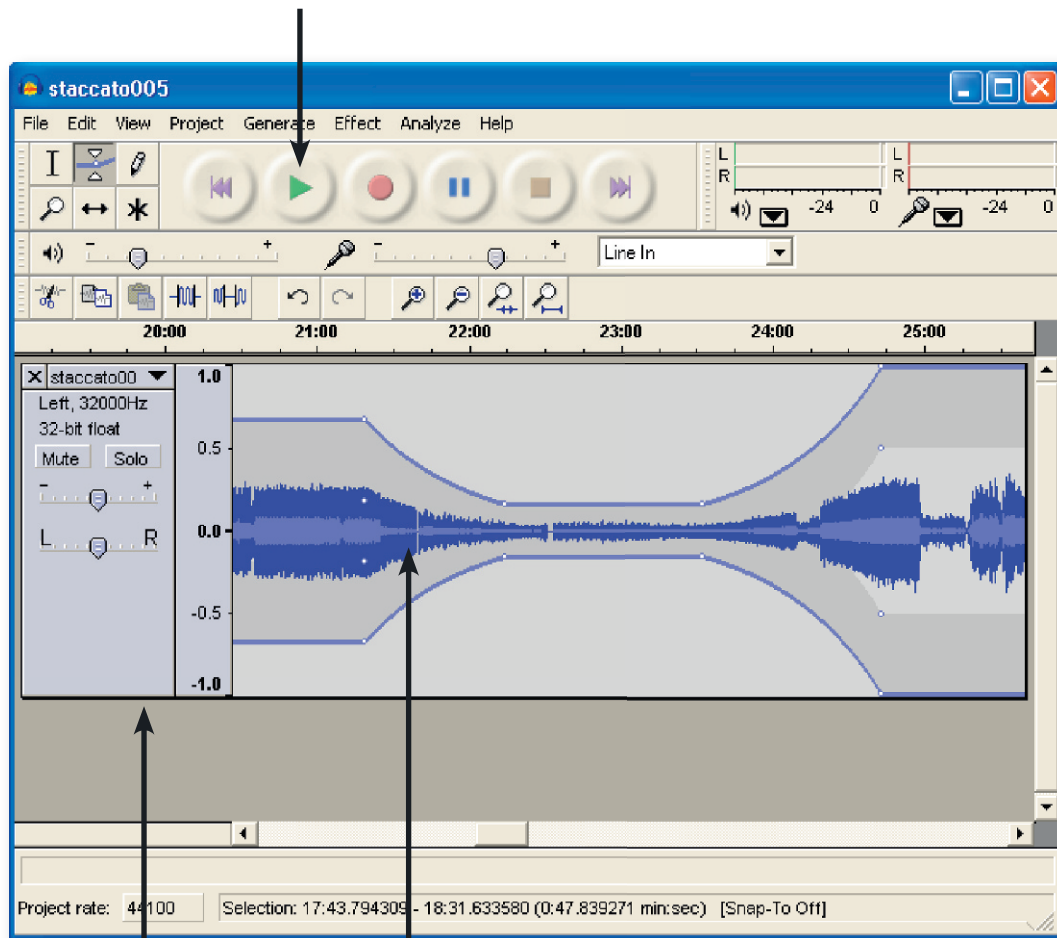 staccato005
File Edit View Project Generate Effect Analyze Help
L
R
-24 0
L
R
-24 0
- + - + Line In
20:00 21:00 22:00 23:00 24:00 25:00
X staccato00
Left, 32000Hz
32-bit float
Mute Solo
- +
L R
1.0
0.5
0.0
-0.5
-1.0
Project rate: 44100 Selection: 17:43.794309 - 18:31.633580 (0:47.839271 min:sec) [Snap-To Off]